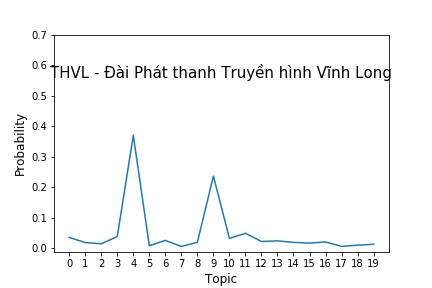 0.7
THVL - Đài Phát thanh Truyền hình Vĩnh Long
0.6
0.5
0.4
0.3
0.2
0.1
0.0
Probability
0 1 2 3 4 5 6 7 8 9 10 11 12 13 14 15 16 17 18 19
Topic